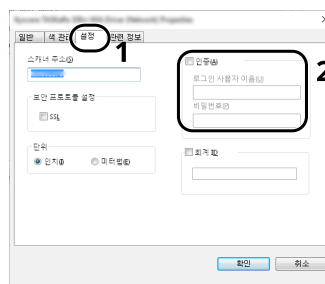 일반 색 관리 설정 관련 정보
1
스캐너 주소(S)
보안 프로토콜 설정
SSL
단위
인치(I) 미터법(E)
인증(A)
로그인 사용자 이름(U)
비밀번호(P)
2
회계 ID
확인 취소